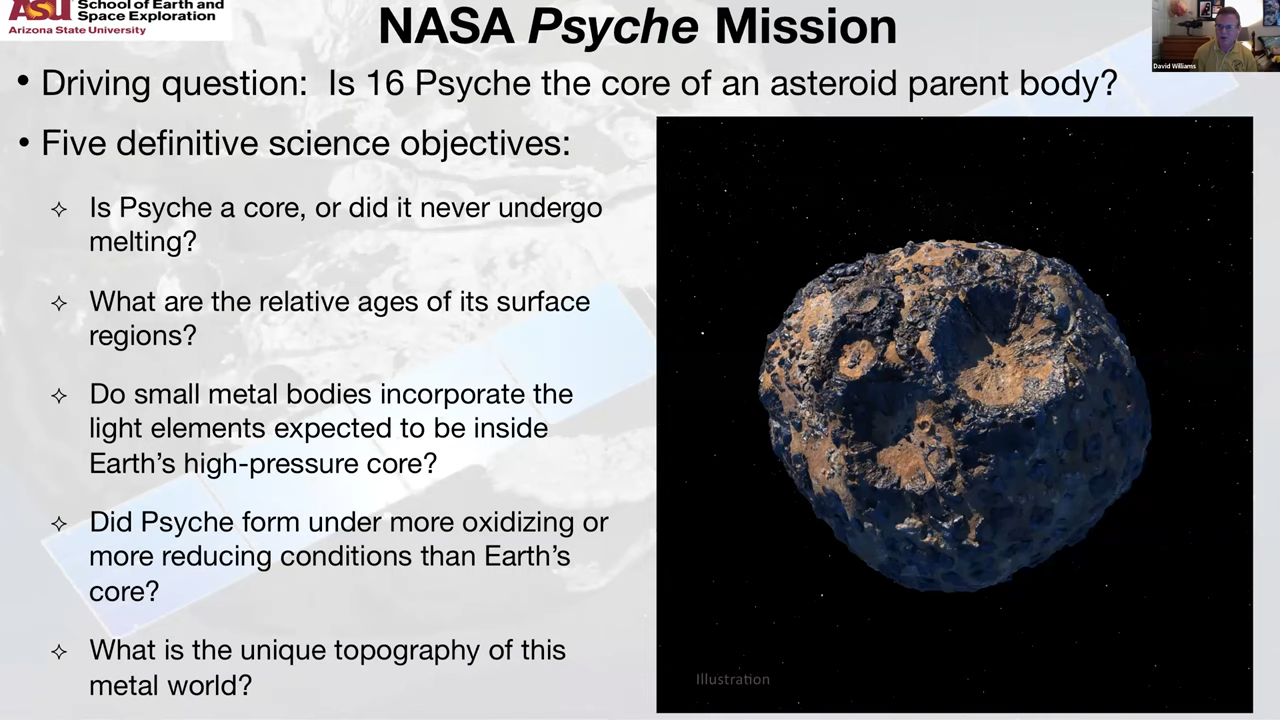 ASU School of Earth and
Space Exploration
Arizona State University
NASA Psyche Mission
David Williams
• Driving question: Is 16 Psyche the core of an asteroid parent body?
• Five definitive science objectives:
✧ Is Psyche a core, or did it never undergo
melting?
✧ What are the relative ages of its surface
regions?
✧ Do small metal bodies incorporate the
light elements expected to be inside
Earth’s high-pressure core?
✧ Did Psyche form under more oxidizing or
more reducing conditions than Earth’s
core?
✧ What is the unique topography of this
metal world?
Illustration